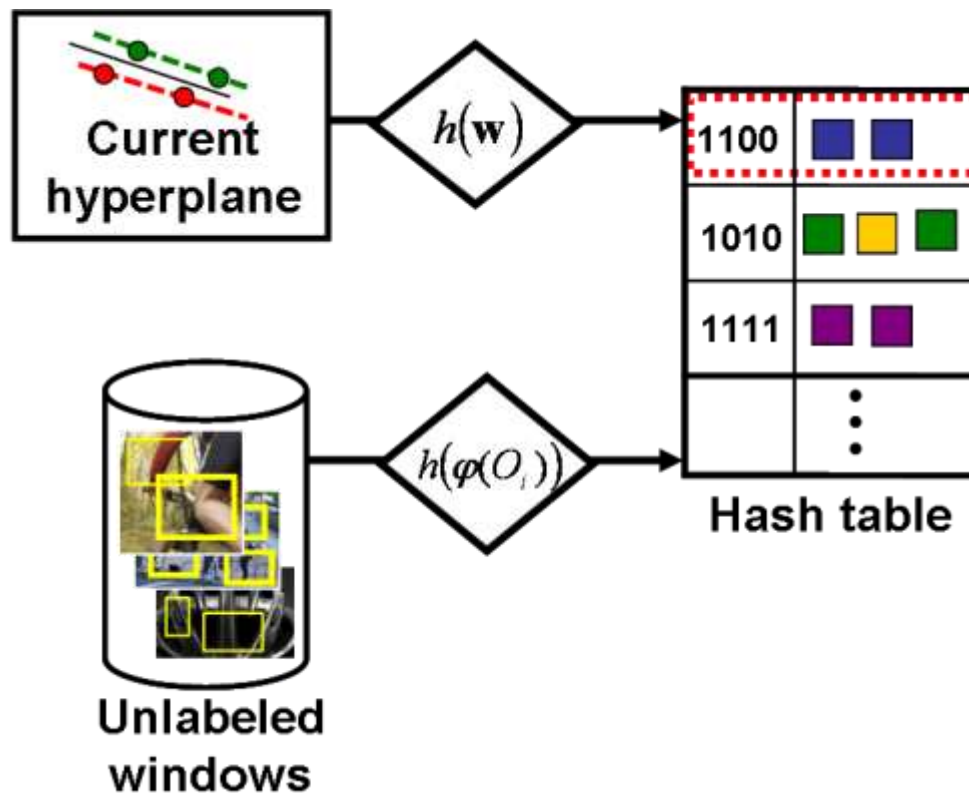 Current
hyperplane
h(w)
1100
1010
1111
Hash table
h(φ(O_i))
Unlabeled
windows